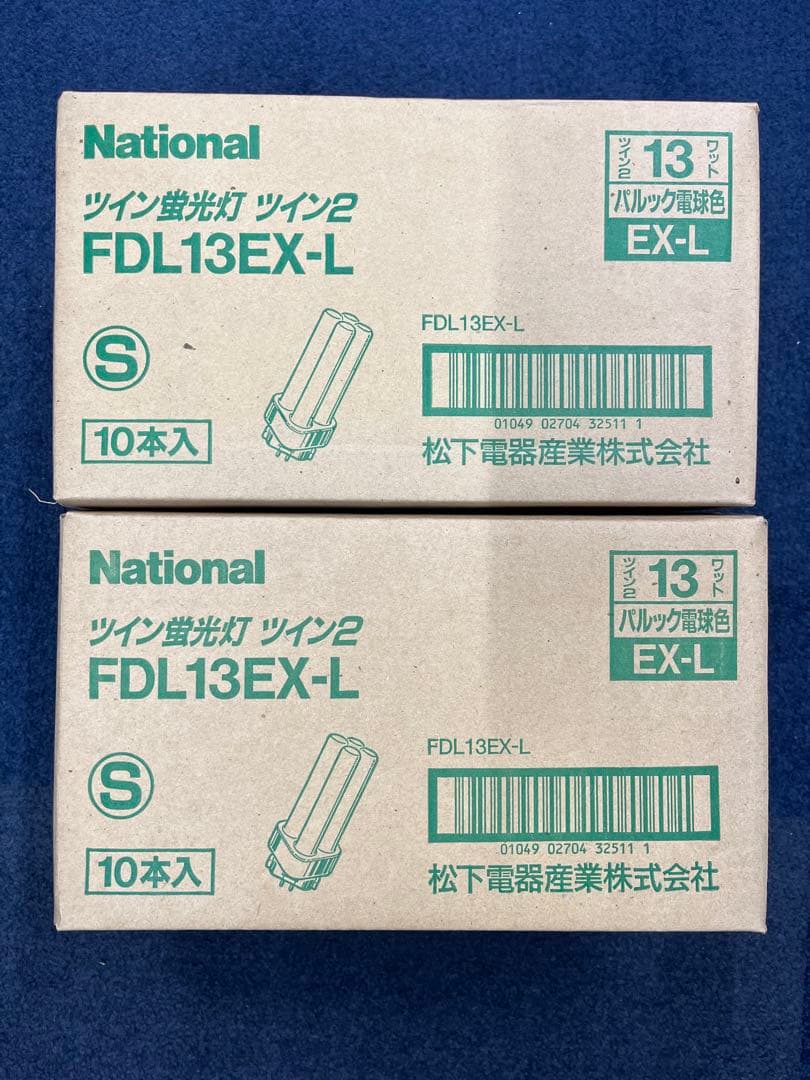 National
ツイン蛍光灯 ツイン2
FDL13EX-L
ツイン2
13
ワット
パルック電球色
EX-L
S
10本入
FDL13EX-L
01049 02704 32511 1
松下電器産業株式会社
National
ツイン蛍光灯 ツイン2
FDL13EX-L
ツイン2
13
ワット
パルック電球色
EX-L
S
10本入
FDL13EX-L
01049 02704 32511 1
松下電器産業株式会社